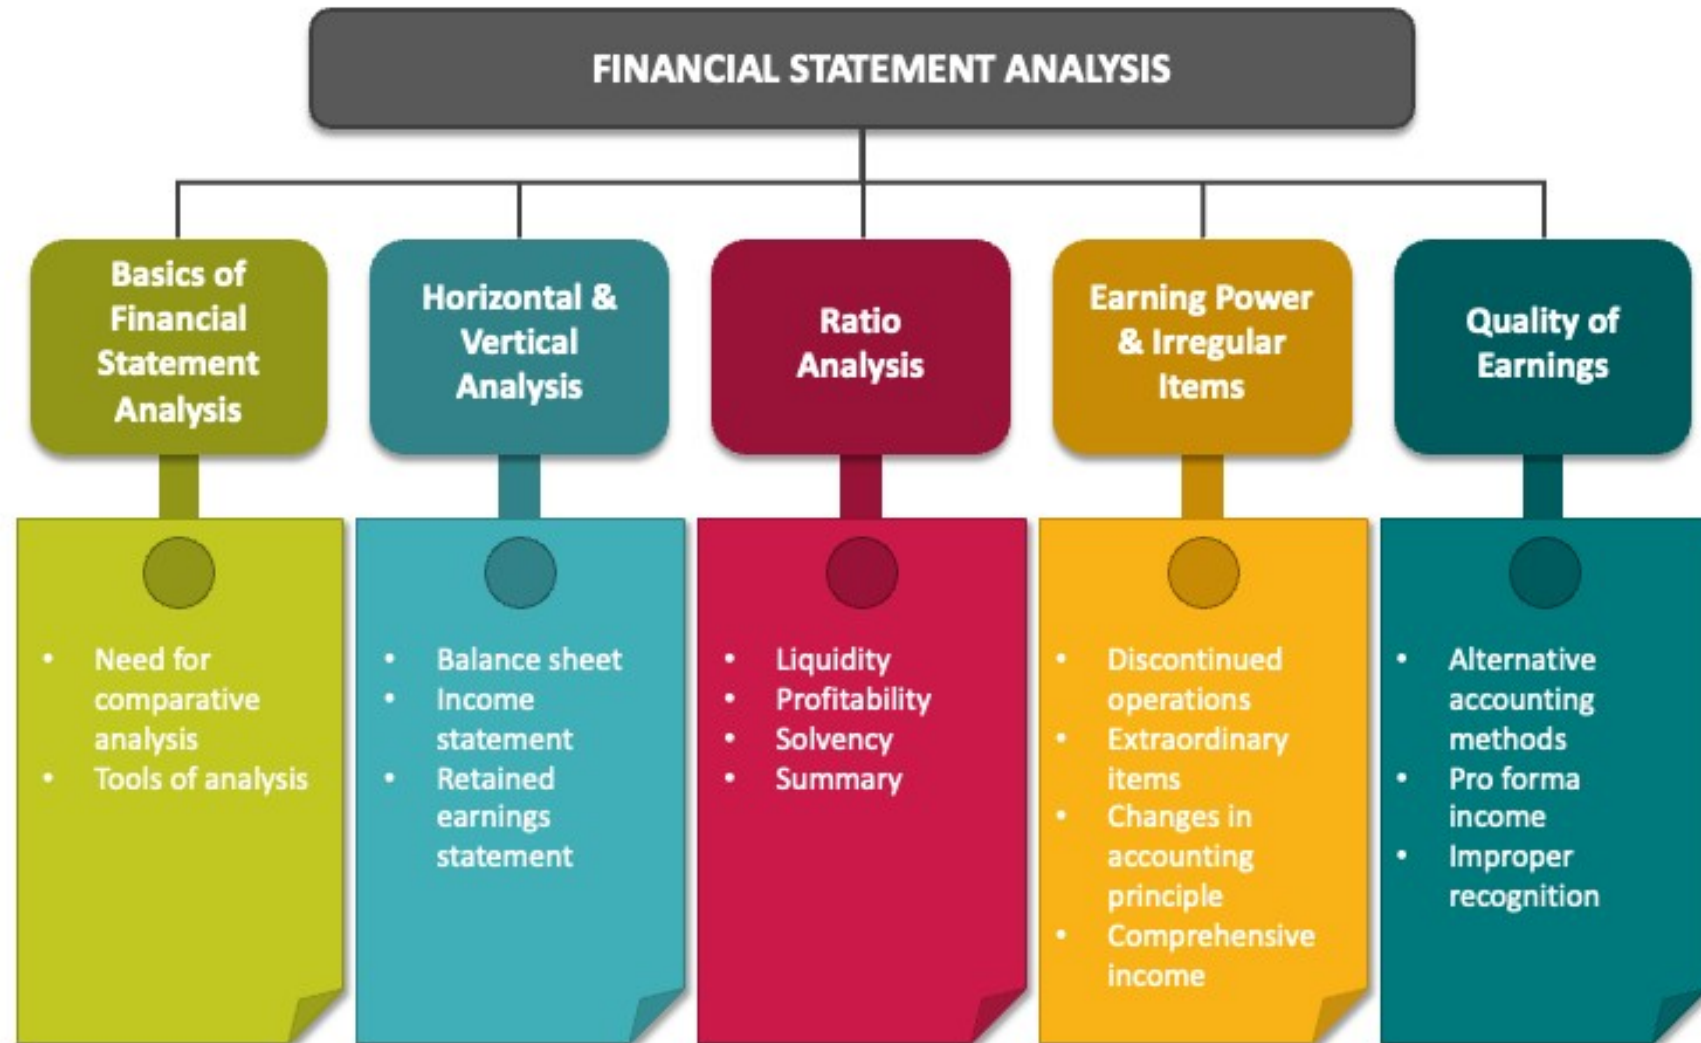 FINANCIAL STATEMENT ANALYSIS
Basics of
Financial
Statement
Analysis
Horizontal &
Vertical
Analysis
Ratio
Analysis
Earning Power
& Irregular
Items
Quality of
Earnings
• Need for
comparative
analysis
• Tools of analysis
• Balance sheet
• Income
statement
• Retained
earnings
statement
• Liquidity
• Profitability
• Solvency
• Summary
• Discontinued
operations
• Extraordinary
items
• Changes in
accounting
principle
• Comprehensive
income
• Alternative
accounting
methods
• Pro forma
income
• Improper
recognition